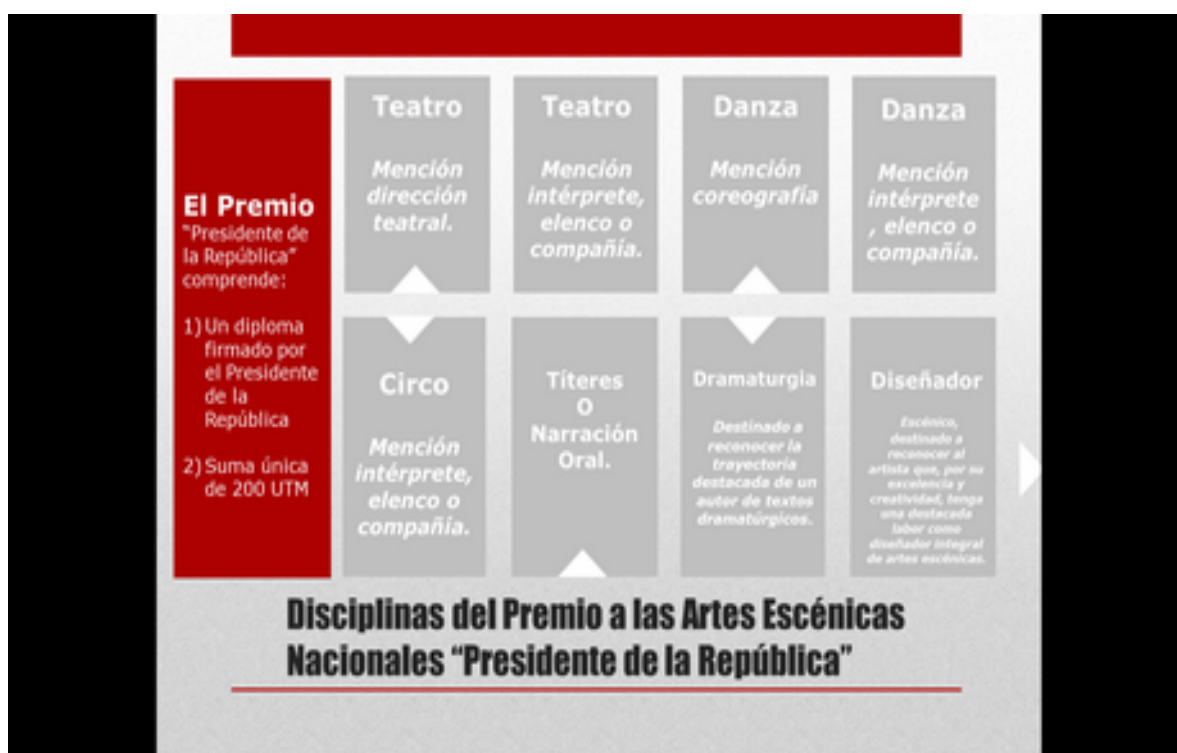 El Premio
"Presidente de
la República"
comprende:
1) Un diploma
firmado por
el Presidente
de la
República
2) Suma única
de 200 UTM
Teatro
Mención
dirección
teatral.
Teatro
Mención
intérprete,
elenco o
compañía.
Danza
Mención
coreografía
Danza
Mención
intérprete
, elenco o
compañía.
Circo
Mención
intérprete,
elenco o
compañía.
Títeres
O
Narración
Oral.
Dramaturgia
Destinado a
reconocer la
trayectoria
destacada de un
autor de textos
dramatúrgicos.
Diseñador
Escénico,
destinado a
reconocer al
artista que, por su
excelencia y
creatividad, tenga
una destacada
labor como
diseñador integral
de artes escénicas.
Disciplinas del Premio a las Artes Escénicas
Nacionales “Presidente de la República”